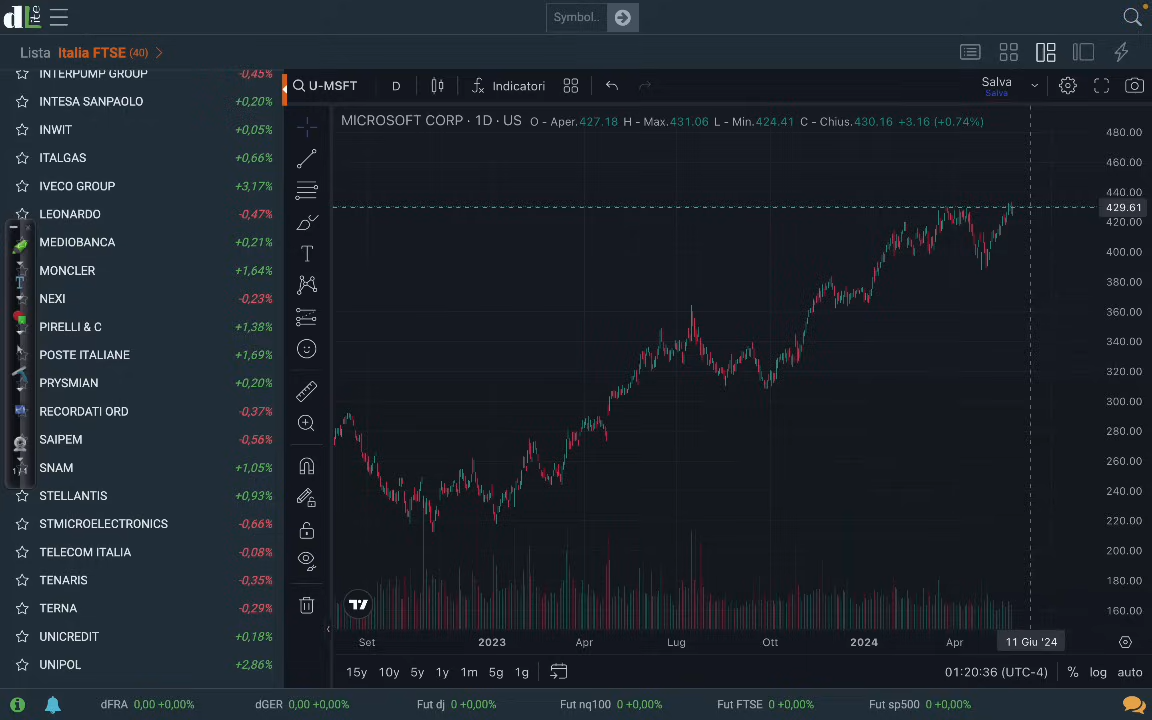 dLite
Symbol..
Lista Italia FTSE (40)
INTERPUMP GROUP -0,45%
INTESA SANPAOLO +0,20%
INWIT +0,05%
ITALGAS +0,66%
IVECO GROUP +3,17%
LEONARDO -0,47%
MEDIOBANCA +0,21%
MONCLER +1,64%
NEXI -0,23%
PIRELLI & C +1,38%
POSTE ITALIANE +1,69%
PRYSMIAN +0,20%
RECORDATI ORD -0,37%
SAIPEM -0,56%
SNAM +1,05%
STELLANTIS +0,93%
STMICROELECTRONICS -0,66%
TELECOM ITALIA -0,08%
TENARIS -0,35%
TERNA -0,29%
UNICREDIT +0,18%
UNIPOL +2,86%
U-MSFT D Indicatori Salva
Salva
MICROSOFT CORP · 1D · US O - Aper.427.18 H - Max.431.06 L - Min.424.41 C - Chius.430.16 +3.16 (+0.74%)
480.00
460.00
440.00
429.61
420.00
400.00
380.00
360.00
340.00
320.00
300.00
280.00
260.00
240.00
220.00
200.00
180.00
160.00
Set 2023 Apr Lug Ott 2024 Apr 11 Giu '24
15y 10y 5y 1y 1m 5g 1g 01:20:36 (UTC-4) % log auto
dFRA 0,00 +0,00% dGER 0,00 +0,00% Fut dj 0 +0,00% Fut nq100 0 +0,00% Fut FTSE 0 +0,00% Fut sp500 0 +0,00%